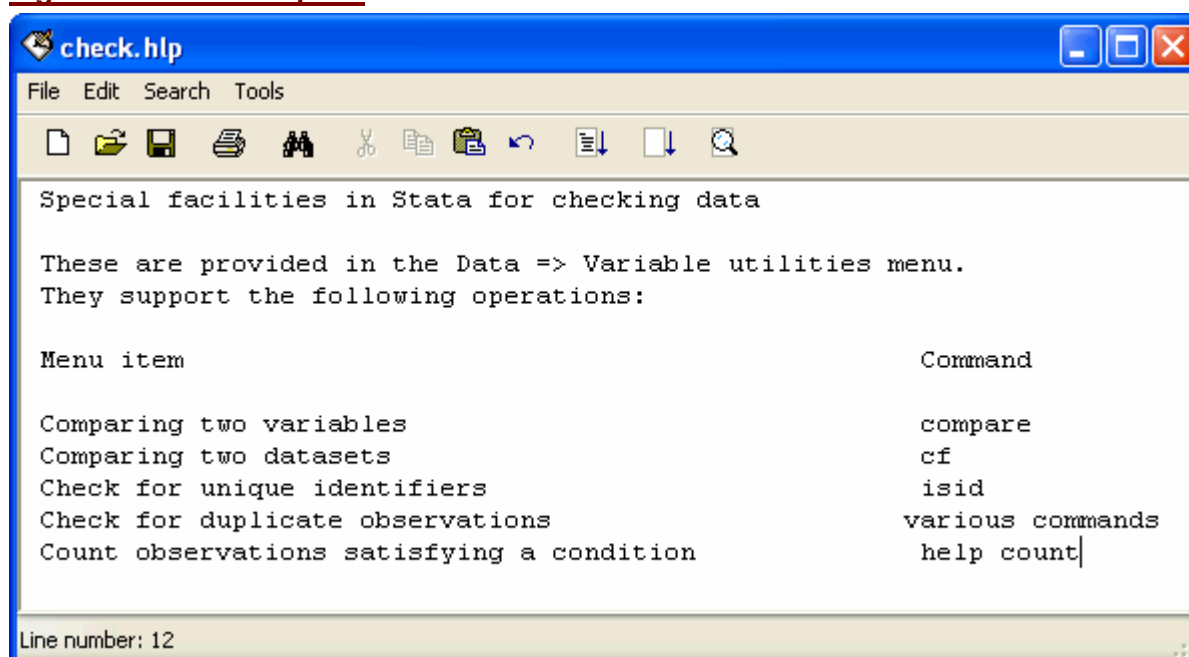 check.hlp
File Edit Search Tools
Special facilities in Stata for checking data
These are provided in the Data => Variable utilities menu.
They support the following operations:
Menu item Command
Comparing two variables compare
Comparing two datasets cf
Check for unique identifiers isid
Check for duplicate observations various commands
Count observations satisfying a condition help count
Line number: 12